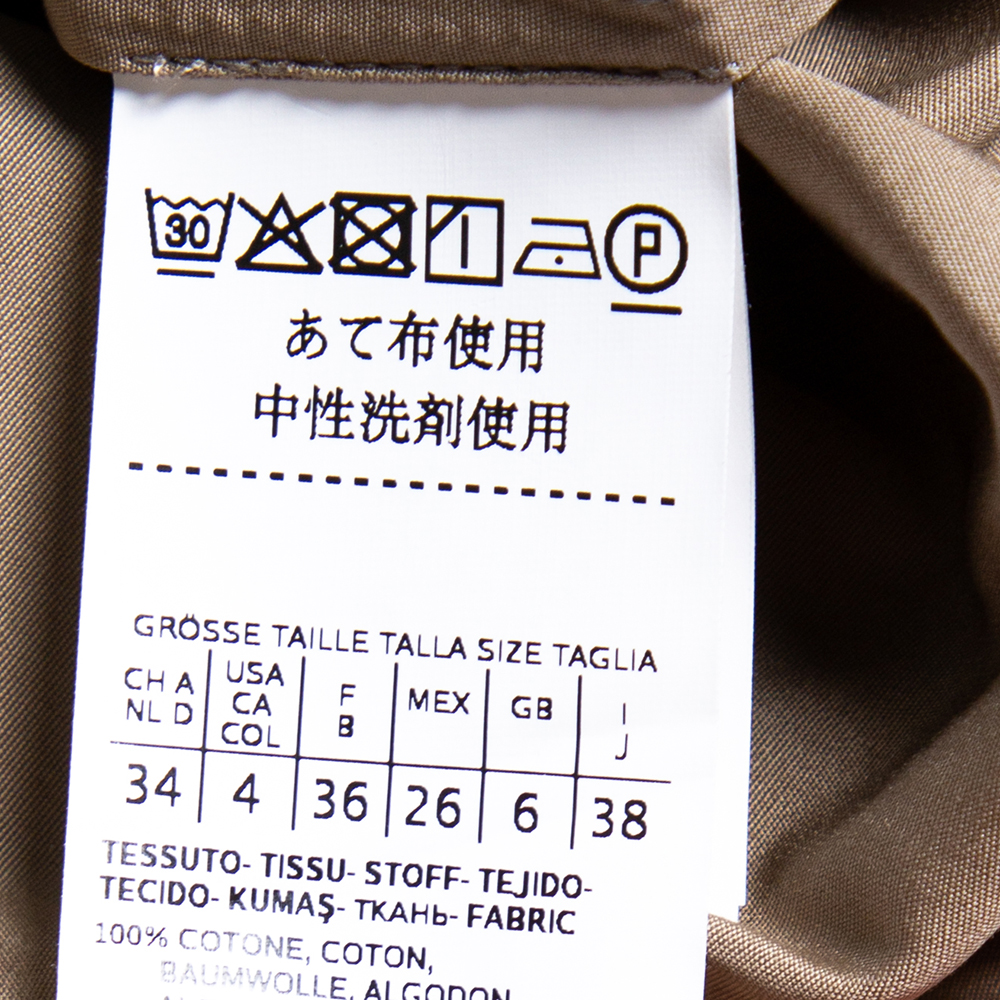 30
P
あて布使用
中性洗剤使用
GRÖSSE TAILLE TALLA SIZE TAGLIA
CH A NL D
USA CA COL
F B
MEX
GB
I J
34 4 36 26 6 38
TESSUTO- TISSU- STOFF- TEJIDO-
TECIDO- KUMAŞ- ТКАНЬ- FABRIC
100% COTONE, COTON,
BAUMWOLLE, ALGODON,